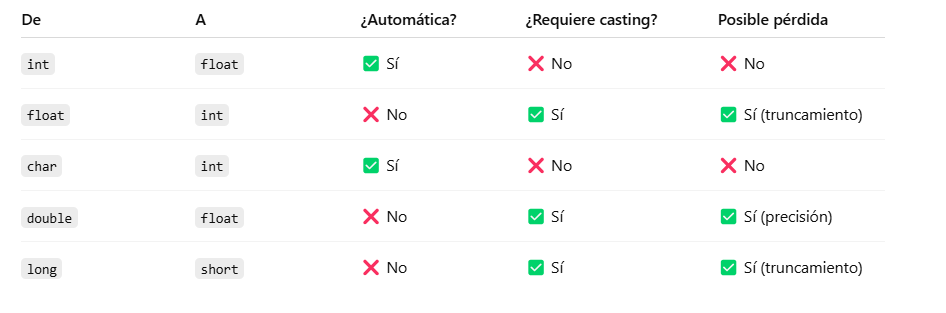 De A ¿Automática? ¿Requiere casting? Posible pérdida
int float ✅ Sí ❌ No ❌ No
float int ❌ No ✅ Sí ✅ Sí (truncamiento)
char int ✅ Sí ❌ No ❌ No
double float ❌ No ✅ Sí ✅ Sí (precisión)
long short ❌ No ✅ Sí ✅ Sí (truncamiento)